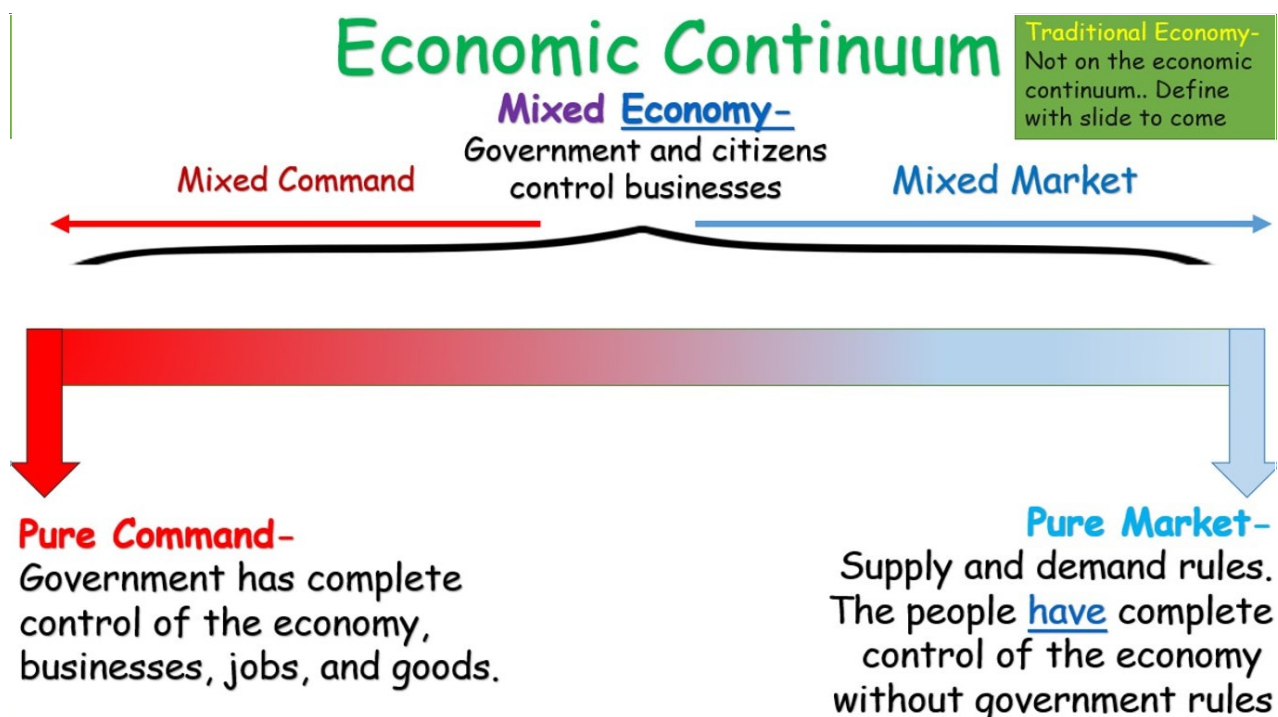 Economic Continuum
Traditional Economy-
Not on the economic
continuum.. Define
with slide to come
Mixed Economy-
Government and citizens
control businesses
Mixed Command
Mixed Market
Pure Command-
Government has complete
control of the economy,
businesses, jobs, and goods.
Pure Market-
Supply and demand rules.
The people have complete
control of the economy
without government rules